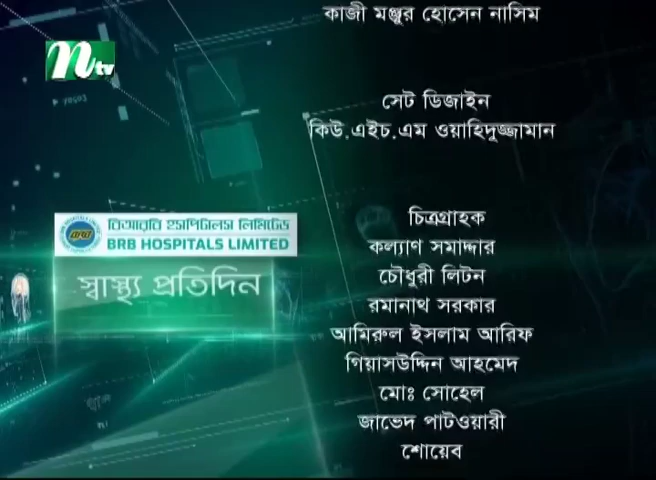 কাজী মঞ্জুর হোসেন নাসিম
ntv
সেট ডিজাইন
কিউ.এইচ.এম ওয়াহিদুজ্জামান
বিআরবি হসপিটালস লিমিটেড
BRB HOSPITALS LIMITED
স্বাস্থ্য প্রতিদিন
চিত্রগ্রাহক
কল্যাণ সমাদ্দার
চৌধুরী লিটন
রমানাথ সরকার
আমিরুল ইসলাম আরিফ
গিয়াসউদ্দিন আহমেদ
মোঃ সোহেল
জাভেদ পাটওয়ারী
শোয়েব